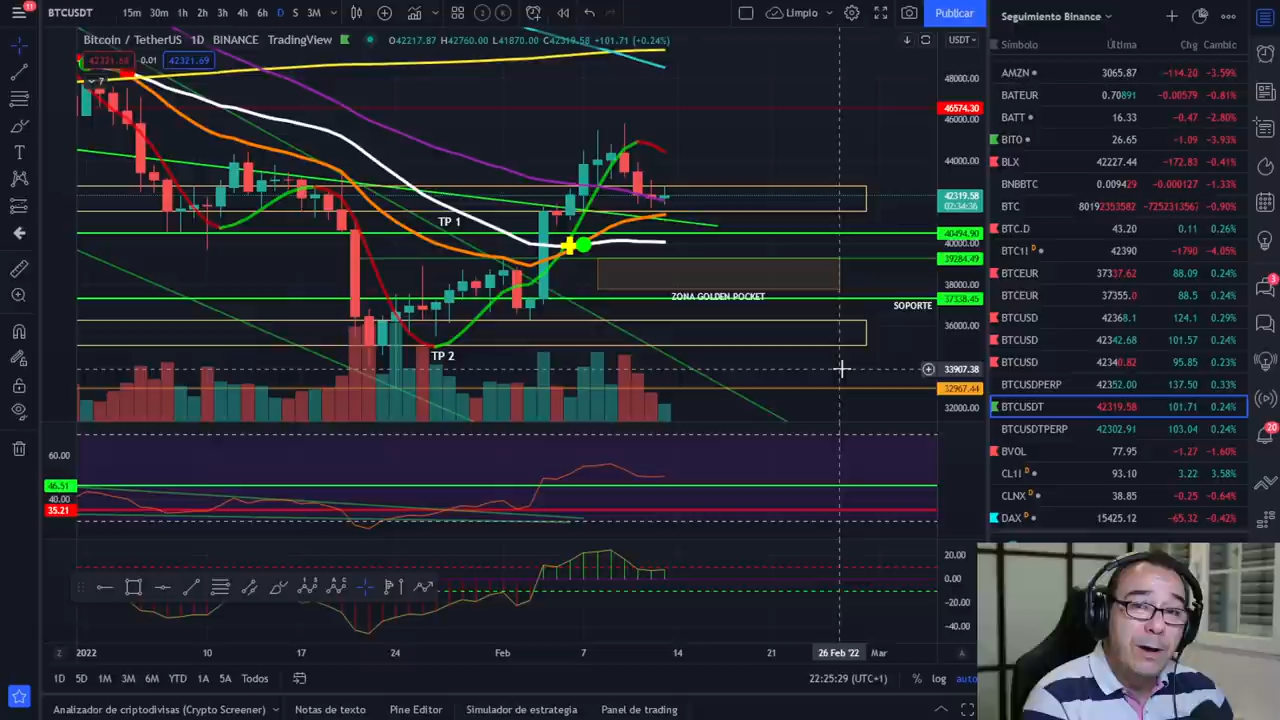 11
BTCUSDT
15m 30m 1h 2h 3h 4h 6h D S 3M
Limpio
Publicar
Bitcoin / TetherUS 1D BINANCE TradingView
O42217.87 H42760.00 L41870.00 C42319.58 +101.71 (+0.24%)
USDT
42321.68 0.01 42321.69
7
48000.00
46574.30
46000.00
44000.00
42319.58
02:34:36
TP 1
40494.90
40000.00
39284.49
38000.00
ZONA GOLDEN POCKET
37338.45
SOPORTE
36000.00
TP 2
33907.38
32967.44
32000.00
60.00
46.51
40.00
35.21
20.00
0.00
-20.00
-40.00
Z 2022 10 17 24 Feb 7 14 21 26 Feb '22 Mar A
1D 5D 1M 3M 6M YTD 1A 5A Todos
22:25:29 (UTC+1) % log auto
Analizador de criptodivisas (Crypto Screener) Notas de texto Pine Editor Simulador de estrategia Panel de trading
Seguimiento Binance
Símbolo Última Chg Cambio
AMZN 3065.87 -114.20 -3.59%
BATEUR 0.70891 -0.00579 -0.81%
BATT 16.33 -0.47 -2.80%
BITO 26.65 -1.09 -3.93%
BLX 42227.44 -172.83 -0.41%
BNBBTC 0.009429 -0.000127 -1.33%
BTC 80192353582 -7252313567 -0.90%
BTC.D 43.20 0.11 0.26%
BTC1! D 42390 -1790 -4.05%
BTCEUR 37337.62 88.09 0.24%
BTCEUR 37355.0 88.5 0.24%
BTCUSD 42368.1 124.1 0.29%
BTCUSD 42342.68 101.57 0.24%
BTCUSD 42340.82 95.85 0.23%
BTCUSDPERP 42352.00 137.50 0.33%
BTCUSDT 42319.58 101.71 0.24%
BTCUSDTPERP 42302.91 103.04 0.24%
BVOL 77.95 -1.27 -1.60%
CL1! D 93.10 3.22 3.58%
CLNX D 38.85 -0.25 -0.64%
DAX D 15425.12 -65.32 -0.42%
3
20